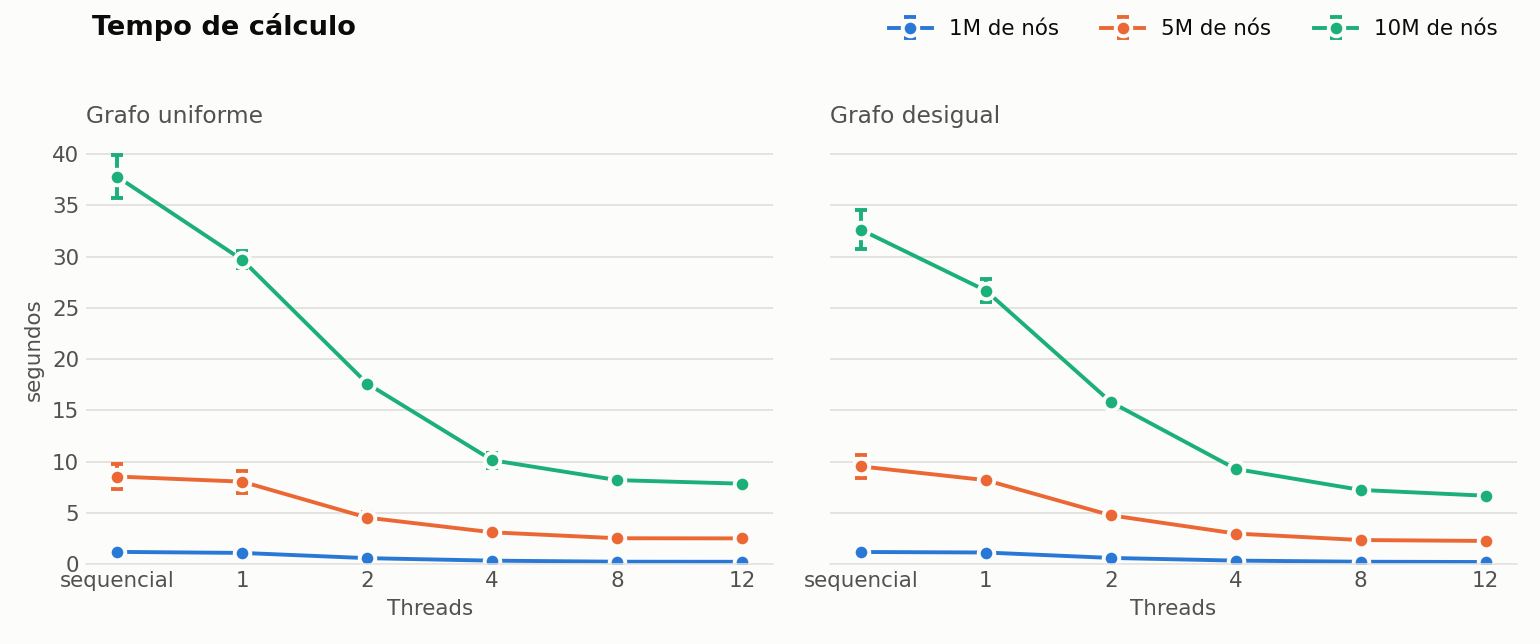 Tempo de cálculo
1M de nós 5M de nós 10M de nós
Grafo uniforme
Grafo desigual
segundos
40
35
30
25
20
15
10
5
0
sequencial 1 2 4 8 12
Threads
sequencial 1 2 4 8 12
Threads